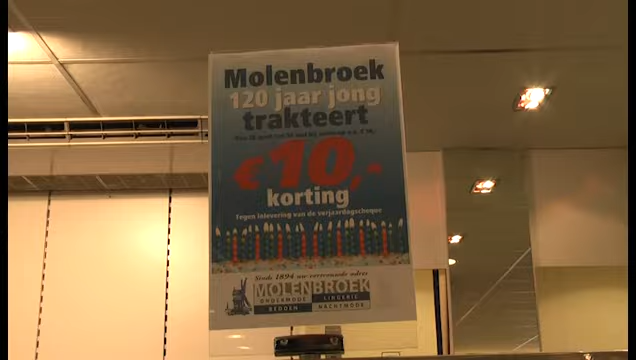 Molenbroek
120 jaar jong
trakteert
€10,-
korting
Tegen inlevering van de verjaardagscheque
Sinds 1894 uw vertrouwde adres
MOLENBROEK
ONDERMODE LINGERIE
BEDDEN NACHTMODE